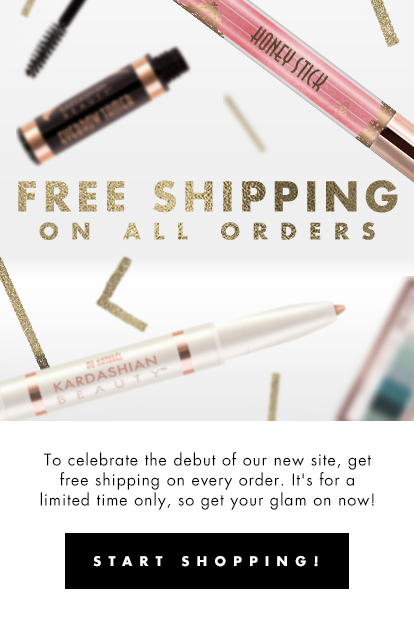 HONEY STICK
FREE SHIPPING
ON ALL ORDERS
KARDASHIAN
BEAUTY™
To celebrate the debut of our new site, get
free shipping on every order. It's for a
limited time only, so get your glam on now!
START SHOPPING!